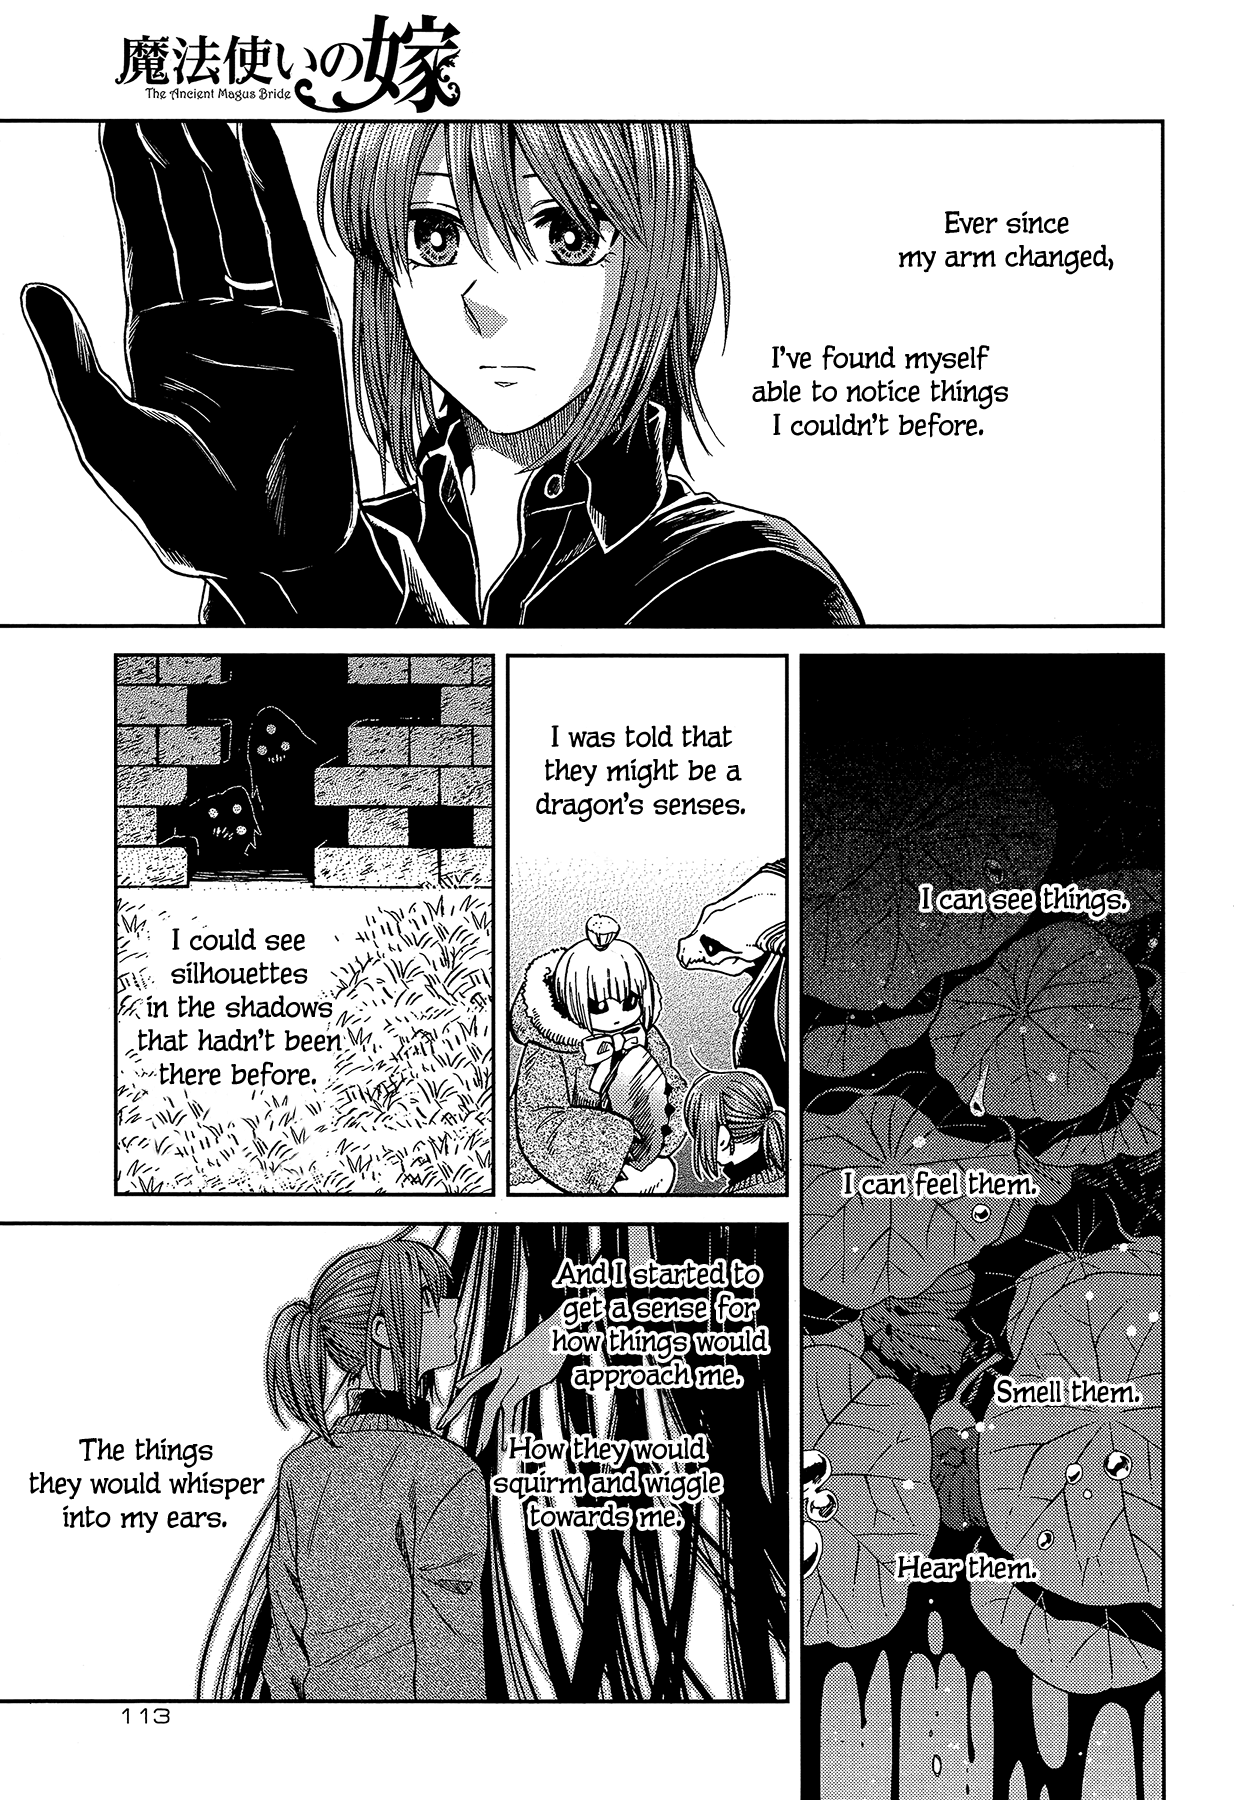 魔法使いの嫁
The Ancient Magus Bride
Ever since
my arm changed,
I've found myself
able to notice things
I couldn't before.
I can see things.
I can feel them.
Smell them.
Hear them.
I was told that
they might be a
dragon's senses.
I could see
silhouettes
in the shadows
that hadn't been
there before.
And I started to
get a sense for
how things would
approach me.
How they would
squirm and wiggle
towards me.
The things
they would whisper
into my ears.
113